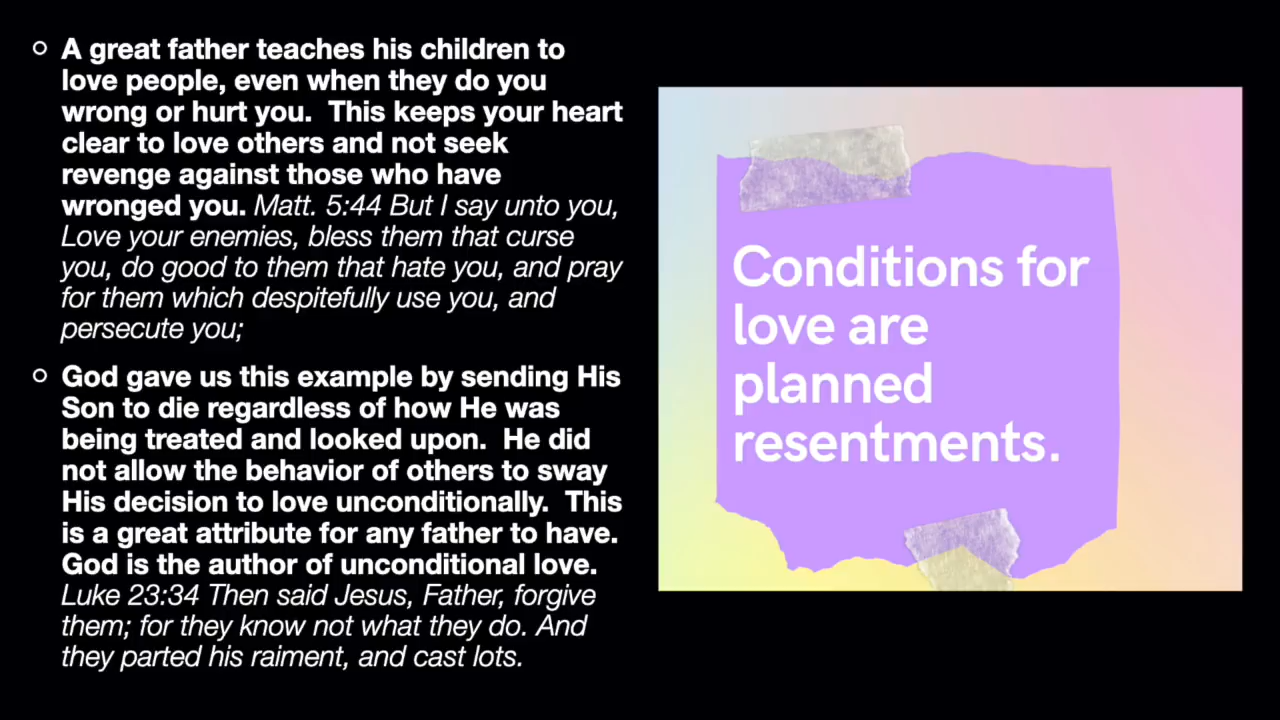 A great father teaches his children to
love people, even when they do you
wrong or hurt you.  This keeps your heart
clear to love others and not seek
revenge against those who have
wronged you. Matt. 5:44 But I say unto you,
Love your enemies, bless them that curse
you, do good to them that hate you, and pray
for them which despitefully use you, and
persecute you;
God gave us this example by sending His
Son to die regardless of how He was
being treated and looked upon.  He did
not allow the behavior of others to sway
His decision to love unconditionally.  This
is a great attribute for any father to have.
God is the author of unconditional love.
Luke 23:34 Then said Jesus, Father, forgive
them; for they know not what they do. And
they parted his raiment, and cast lots.
Conditions for
love are
planned
resentments.